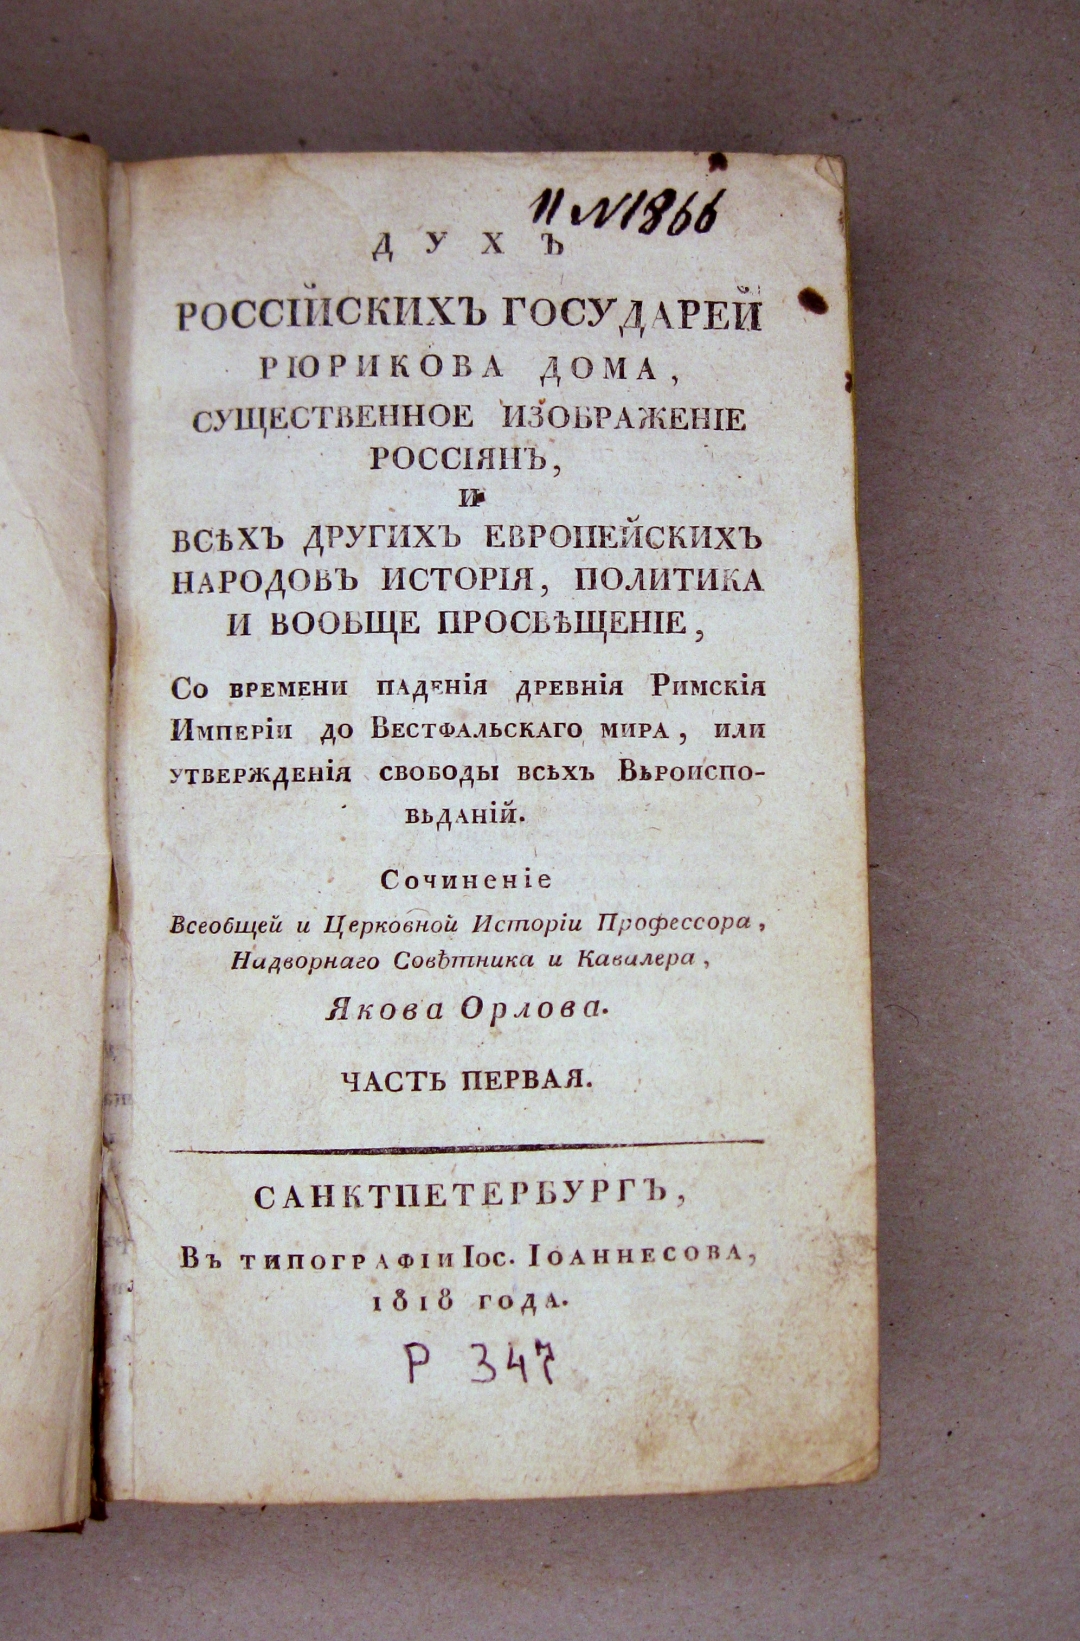 II N 1866
ДУХЪ
РОССІЙСКИХЪ ГОСУДАРЕЙ
РЮРИКОВА ДОМА,
СУЩЕСТВЕННОЕ ИЗОБРАЖЕНІЕ
РОССІЯНЪ,
И
ВСѢХЪ ДРУГИХЪ ЕВРОПЕЙСКИХЪ
НАРОДОВЪ ИСТОРІЯ, ПОЛИТИКА
И ВООБЩЕ ПРОСВѢЩЕНІЕ,
Со времени паденія древнія Римскія
Имперіи до Вестфальскаго мира, или
утвержденія свободы всѣхъ Вѣроиспо-
вѣданій.
Сочиненіе
Всеобщей и Церковной Исторіи Профессора,
Надворнаго Совѣтника и Кавалера,
Якова Орлова.
ЧАСТЬ ПЕРВАЯ.
САНКТПЕТЕРБУРГЪ,
Въ типографіи Іос. Іоаннесова,
1818 года.
Р 347